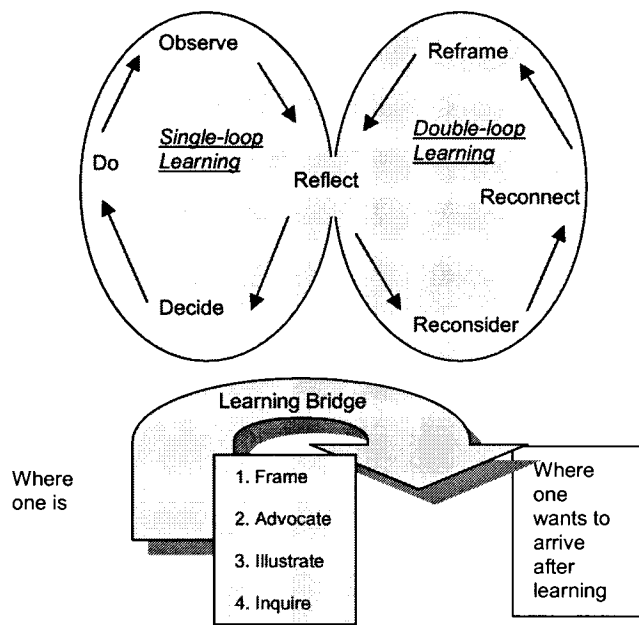 Observe
Reframe
Single-loop
Learning
Double-loop
Learning
Do
Reflect
Reconnect
Decide
Reconsider
Learning Bridge
Where
one is
1. Frame
2. Advocate
3. Illustrate
4. Inquire
Where
one
wants to
arrive
after
learning